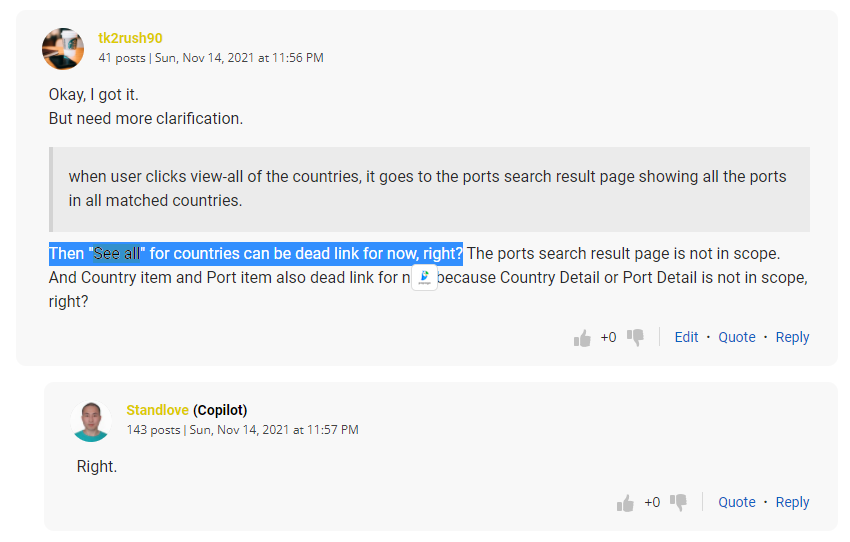 tk2rush90
41 posts | Sun, Nov 14, 2021 at 11:56 PM
Okay, I got it.
But need more clarification.
when user clicks view-all of the countries, it goes to the ports search result page showing all the ports
in all matched countries.
Then "See all" for countries can be dead link for now, right? The ports search result page is not in scope.
And Country item and Port item also dead link for because Country Detail or Port Detail is not in scope,
right?
+0 Edit · Quote · Reply
Standlove (Copilot)
143 posts | Sun, Nov 14, 2021 at 11:57 PM
Right.
+0 Quote · Reply